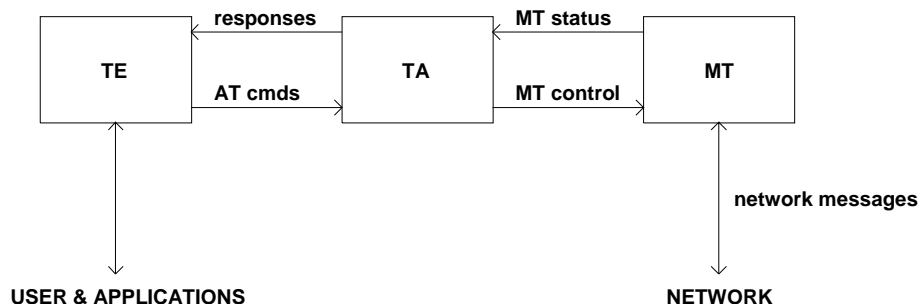 responses
MT status
TE
TA
MT
AT cmds
MT control
network messages
USER & APPLICATIONS
NETWORK